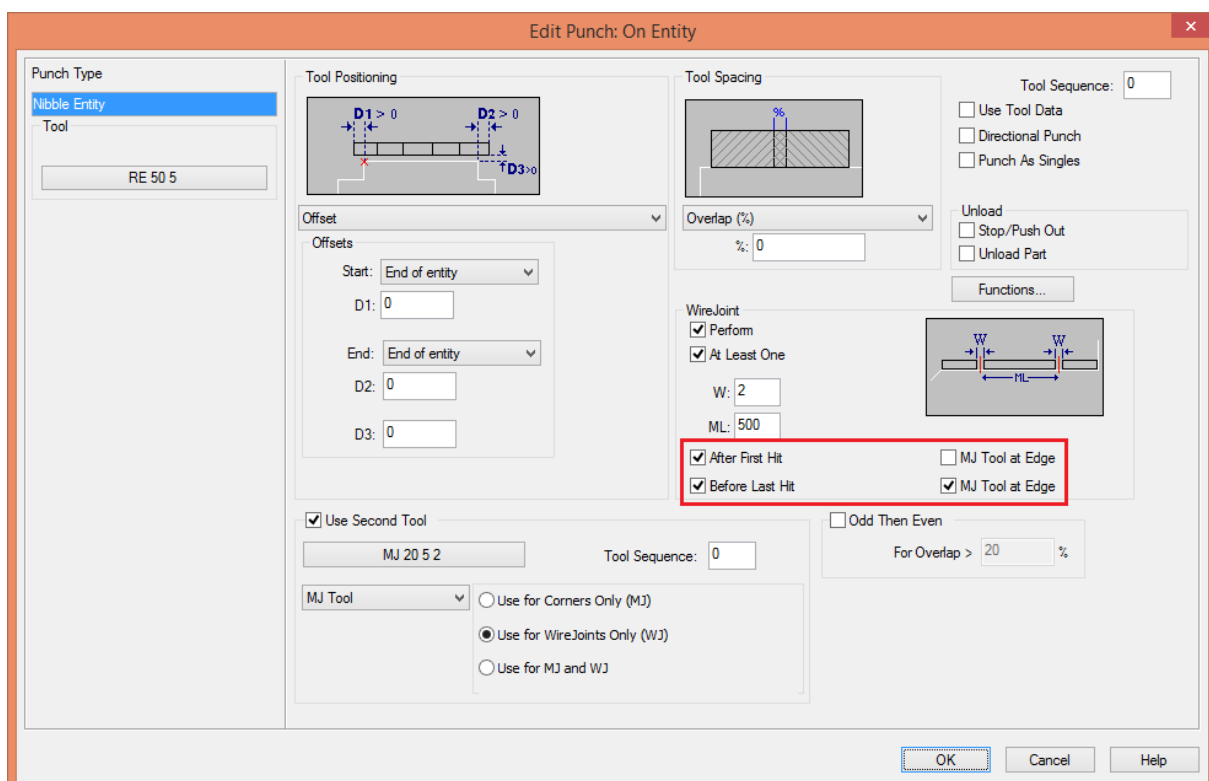 Edit Punch: On Entity
×
Punch Type
Nibble Entity
Tool
RE 50 5
Tool Positioning
D1 > 0
D2 > 0
D3>0
Offset
Offsets
Start: End of entity
D1: 0
End: End of entity
D2: 0
D3: 0
Tool Spacing
%
Overlap (%)
%: 0
Tool Sequence: 0
Use Tool Data
Directional Punch
Punch As Singles
Unload
Stop/Push Out
Unload Part
Functions...
WireJoint
Perform
At Least One
W: 2
ML: 500
W W
ML
After First Hit MJ Tool at Edge
Before Last Hit MJ Tool at Edge
Use Second Tool
MJ 20 5 2
Tool Sequence: 0
MJ Tool
Use for Corners Only (MJ)
Use for WireJoints Only (WJ)
Use for MJ and WJ
Odd Then Even
For Overlap > 20 %
OK Cancel Help